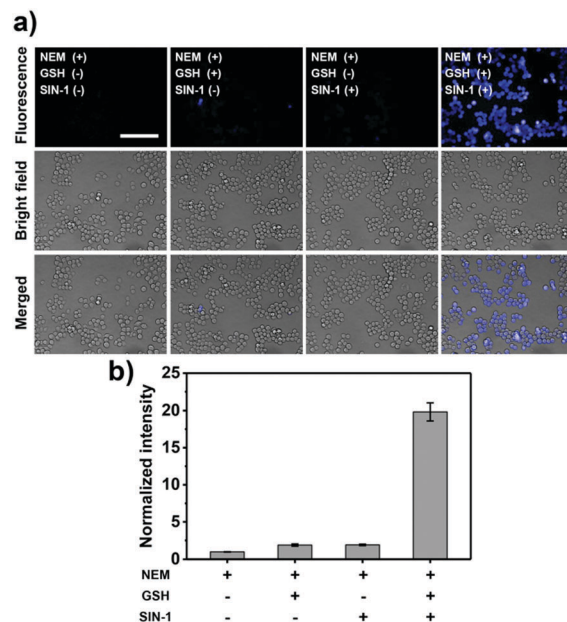 a)
Fluorescence
NEM (+)
GSH (-)
SIN-1 (-)
NEM (+)
GSH (+)
SIN-1 (-)
NEM (+)
GSH (-)
SIN-1 (+)
NEM (+)
GSH (+)
SIN-1 (+)
Bright field
Merged
b)
Normalized intensity
25
20
15
10
5
0
NEM + + + +
GSH - + - +
SIN-1 - - + +